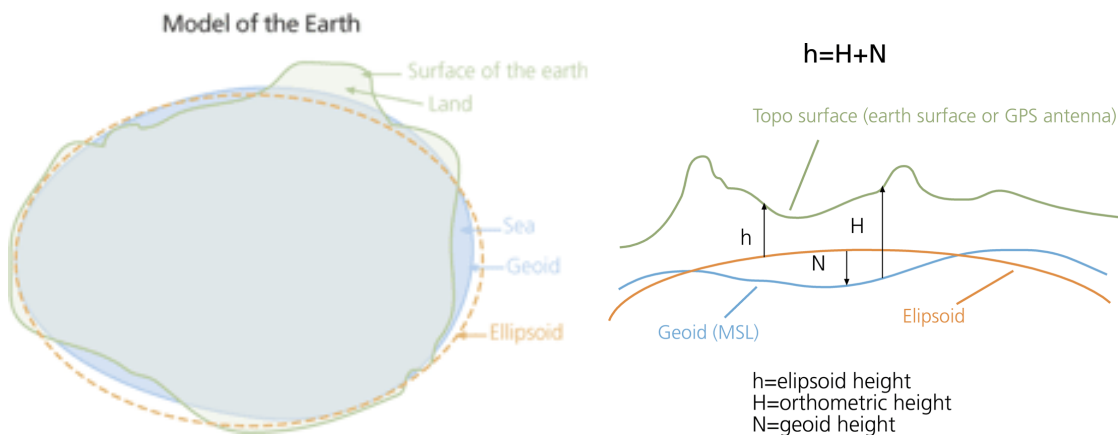 Model of the Earth
Surface of the earth
Land
Sea
Geoid
Ellipsoid
h=H+N
Topo surface (earth surface or GPS antenna)
h
H
N
Geoid (MSL)
Elipsoid
h=elipsoid height
H=orthometric height
N=geoid height